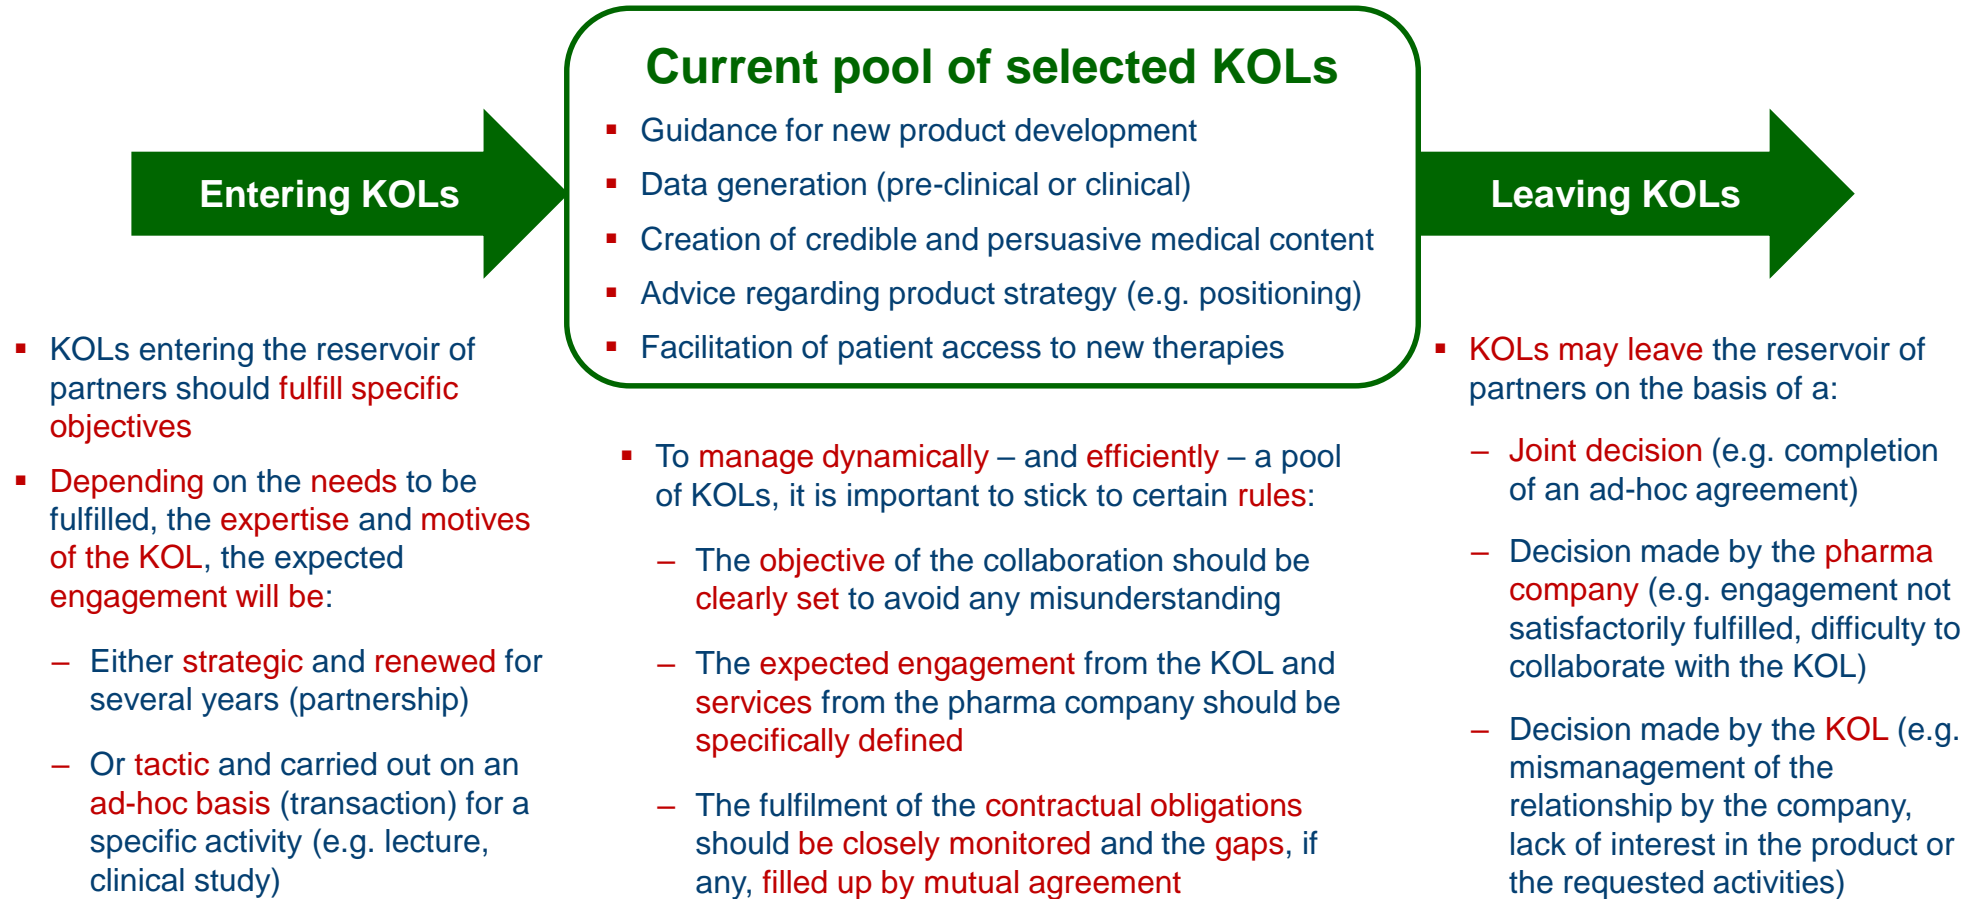 Current pool of selected KOLs
▪ Guidance for new product development
▪ Data generation (pre-clinical or clinical)
▪ Creation of credible and persuasive medical content
▪ Advice regarding product strategy (e.g. positioning)
▪ Facilitation of patient access to new therapies
Entering KOLs
▪ KOLs entering the reservoir of
partners should fulfill specific
objectives
▪ Depending on the needs to be
fulfilled, the expertise and motives
of the KOL, the expected
engagement will be:
– Either strategic and renewed for
several years (partnership)
– Or tactic and carried out on an
ad-hoc basis (transaction) for a
specific activity (e.g. lecture,
clinical study)
▪ To manage dynamically – and efficiently – a pool
of KOLs, it is important to stick to certain rules:
– The objective of the collaboration should be
clearly set to avoid any misunderstanding
– The expected engagement from the KOL and
services from the pharma company should be
specifically defined
– The fulfilment of the contractual obligations
should be closely monitored and the gaps, if
any, filled up by mutual agreement
Leaving KOLs
▪ KOLs may leave the reservoir of
partners on the basis of a:
– Joint decision (e.g. completion
of an ad-hoc agreement)
– Decision made by the pharma
company (e.g. engagement not
satisfactorily fulfilled, difficulty to
collaborate with the KOL)
– Decision made by the KOL (e.g.
mismanagement of the
relationship by the company,
lack of interest in the product or
the requested activities)